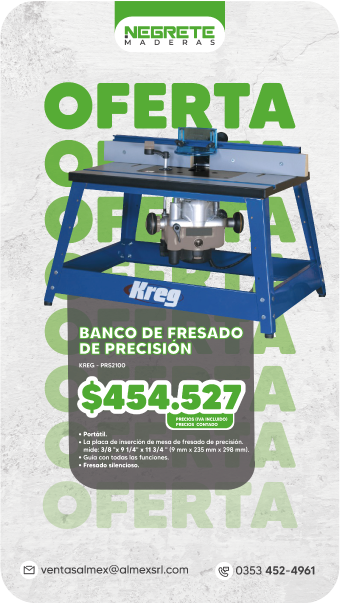 NEGRETE
MADERAS
OFERTA
OFERTA
OFERTA
OFERTA
OFERTA
OFERTA
OFERTA
OFERTA
Kreg
BANCO DE FRESADO
DE PRECISIÓN
KREG - PRS2100
$454.527
PRECIOS (IVA INCLUIDO)
PRECIOS CONTADO
• Portátil.
• La placa de inserción de mesa de fresado de precisión,
mide: 3/8 "x 9 1/4" x 11 3/4 " (9 mm x 235 mm x 298 mm).
• Guía con todas las funciones.
• Fresado silencioso.
ventasalmex@almexsrl.com
0353 452-4961